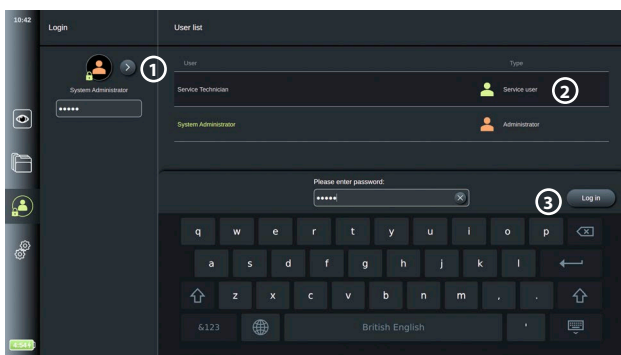 10:42
Login
User list
1
User
Type
System Administrator
Service Technician
Service user
2
•••••
System Administrator
Administrator
Please enter password:
•••••
3
Log in
q w e r t y u i o p
a s d f g h j k l
z x c v b n m , .
&123
British English
'